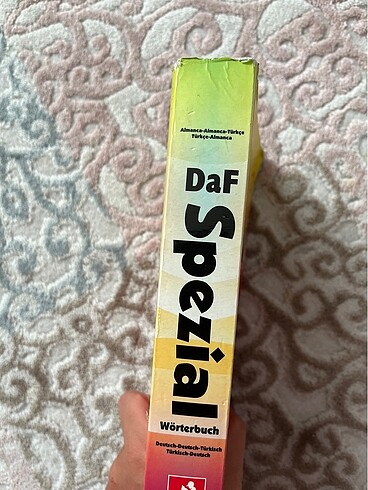 Almanca-Almanca-Türkçe
Türkçe-Almanca
DaF
Spezial
Wörterbuch
Deutsch-Deutsch-Türkisch
Türkisch-Deutsch